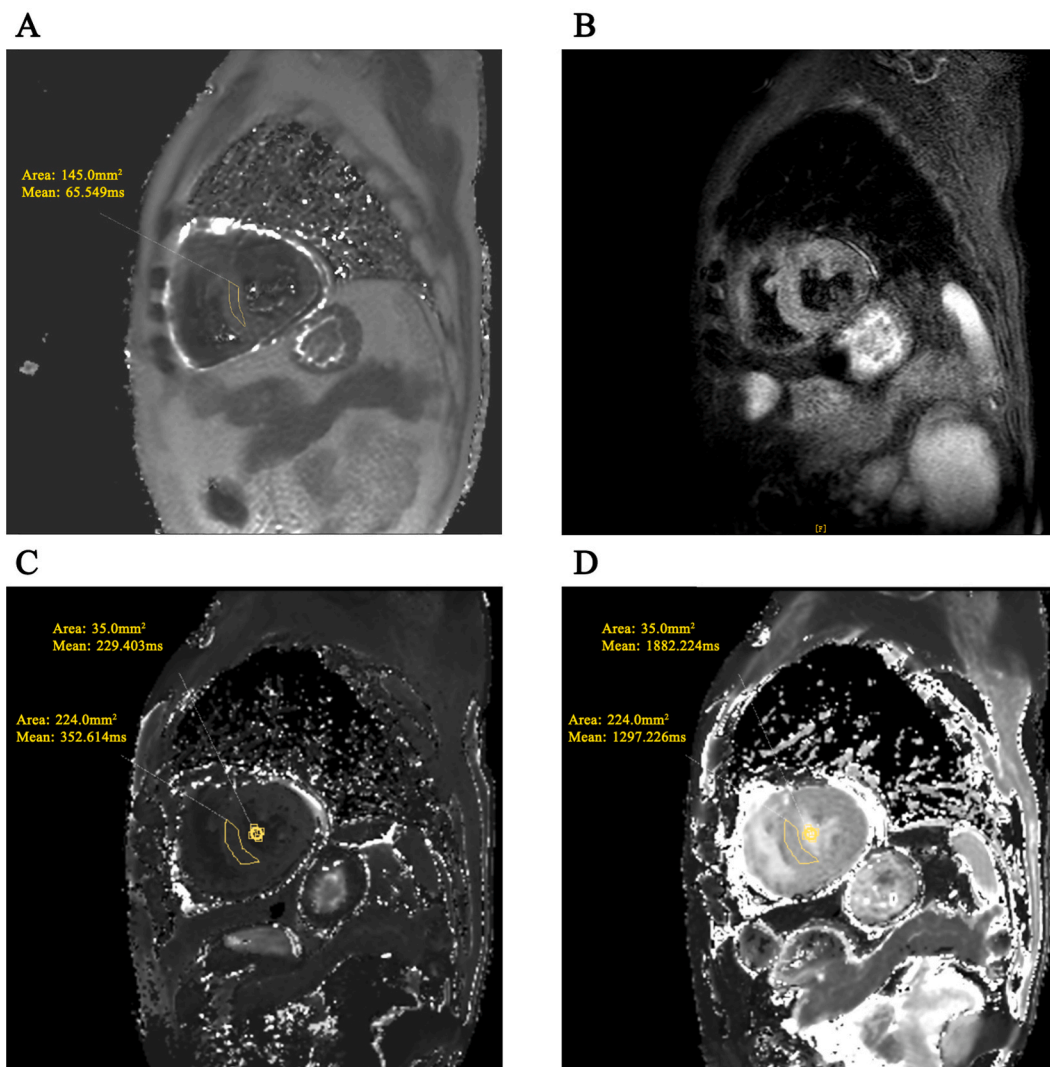 A
B
Area: 145.0mm²
Mean: 65.549ms
[F]
C
D
Area: 35.0mm²
Mean: 229.403ms
Area: 224.0mm²
Mean: 352.614ms
Area: 35.0mm²
Mean: 1882.224ms
Area: 224.0mm²
Mean: 1297.226ms